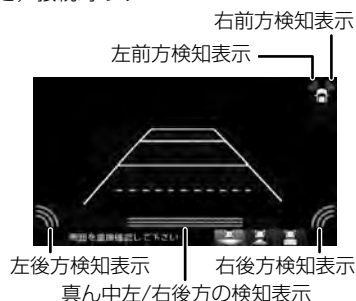 右前方検知表示
左前方検知表示
周囲を直接確認して下さい
左後方検知表示
右後方検知表示
真ん中左/右後方の検知表示